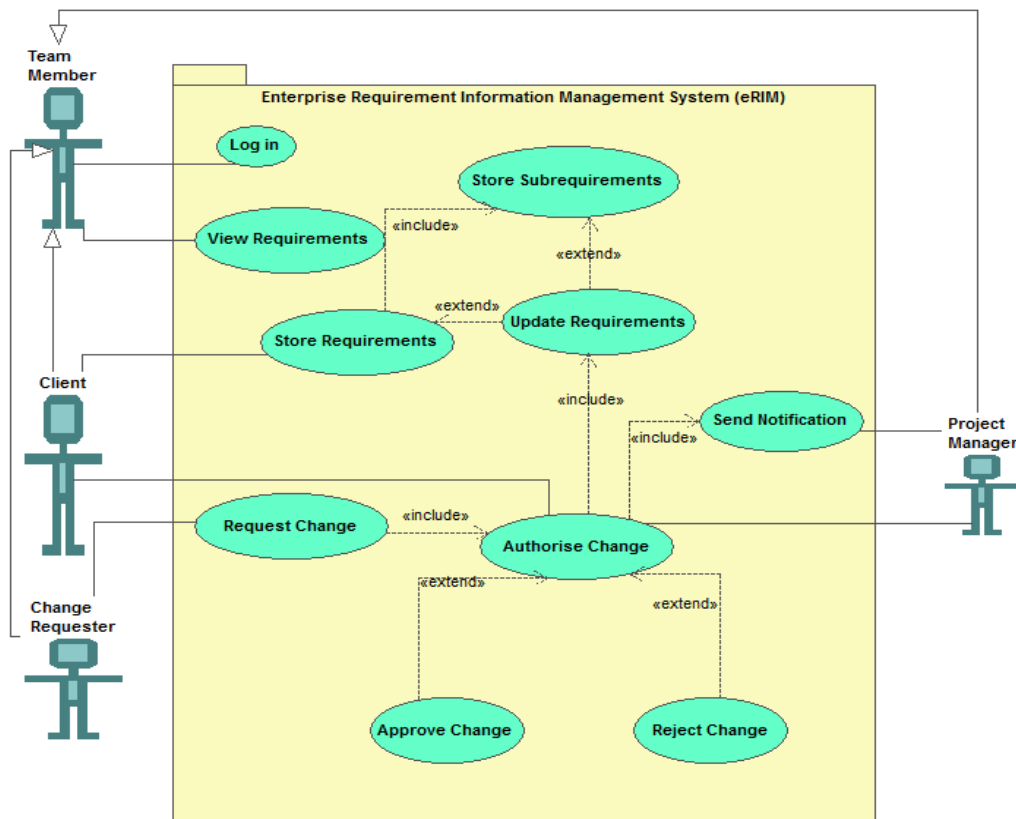 Team
Member
Enterprise Requirement Information Management System (eRIM)
Log in
Store Subrequirements
«include»
View Requirements
«extend»
«extend»
Update Requirements
Store Requirements
Client
«include»
Send Notification
Project
Manager
«include»
«include»
Request Change
Authorise Change
«extend»
«extend»
Change
Requester
Approve Change
Reject Change